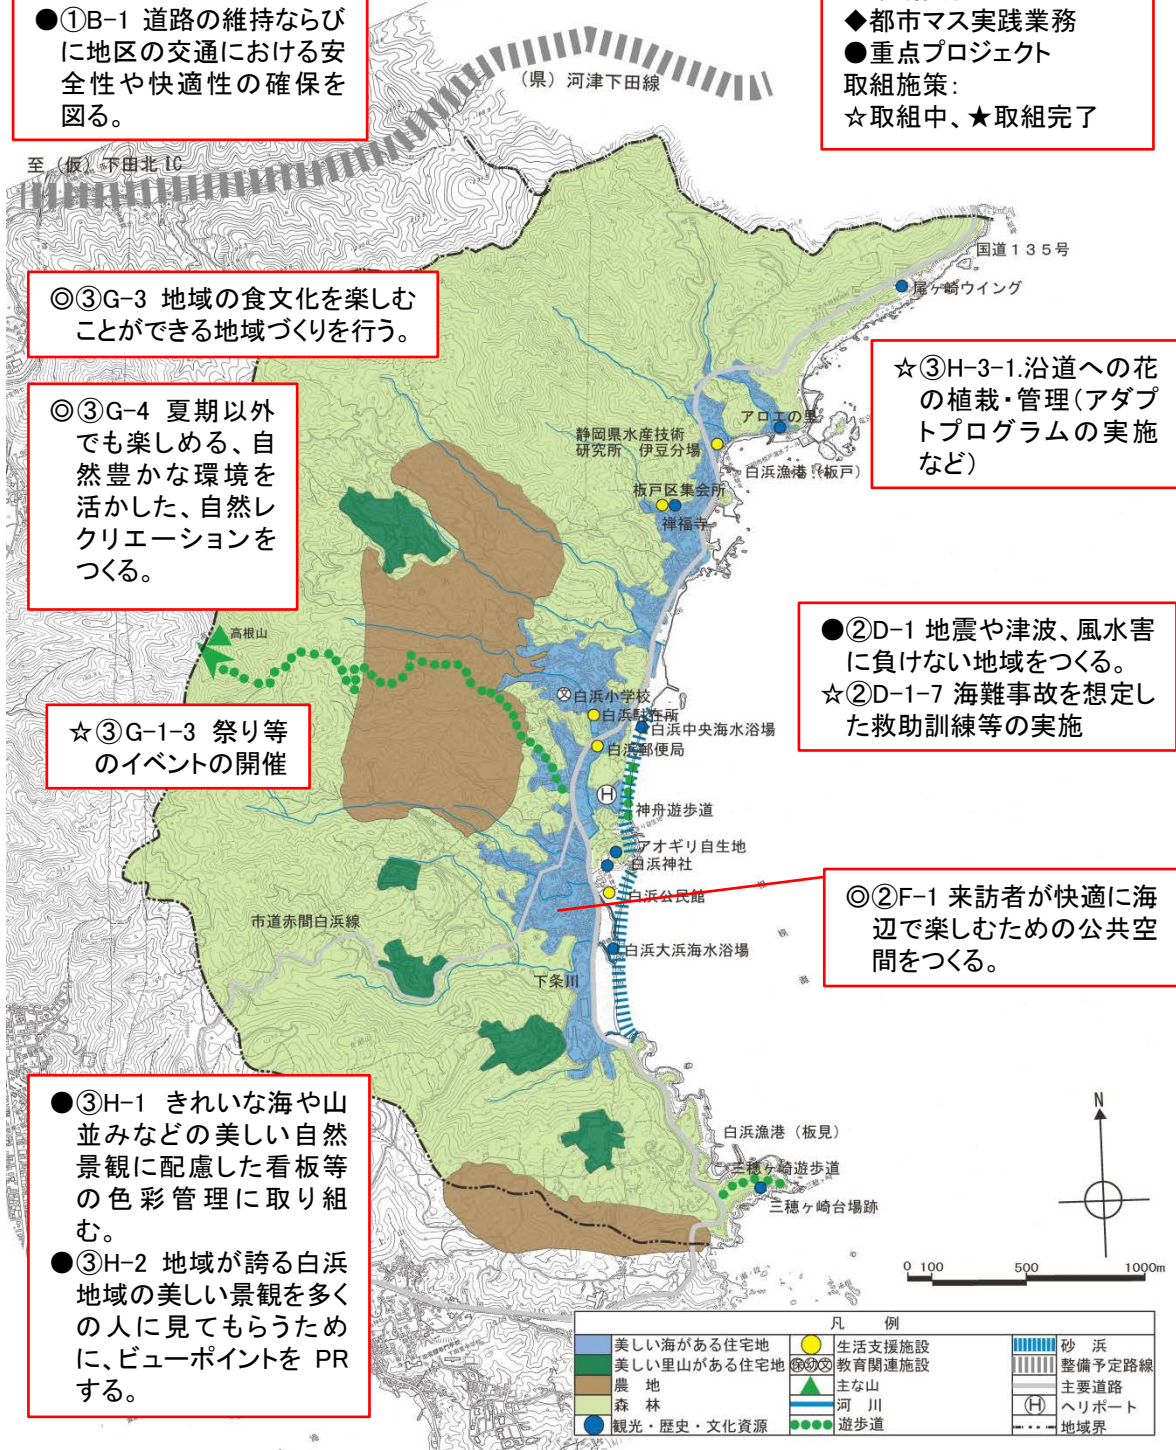 ●①B-1 道路の維持ならび
に地区の交通における安
全性や快適性の確保を
図る。
◆都市マス実践業務
●重点プロジェクト
取組施策:
☆取組中、★取組完了
(県)河津下田線
至(仮)下田北IC
国道135号
尾ヶ崎ウイング
◎③G-3 地域の食文化を楽しむ
ことができる地域づくりを行う。
☆③H-3-1.沿道への花
の植栽・管理(アダプ
トプログラムの実施
など)
◎③G-4 夏期以外
でも楽しめる、自
然豊かな環境を
活かした、自然レ
クリエーションを
つくる。
アロエの里
静岡県水産技術
研究所 伊豆分場
白浜漁港(板戸)
板戸区集会所
禅福寺
●②D-1 地震や津波、風水害
に負けない地域をつくる。
☆②D-1-7 海難事故を想定し
た救助訓練等の実施
高根山
文
白浜小学校
白浜駐在所
白浜中央海水浴場
白浜郵便局
☆③G-1-3 祭り等
のイベントの開催
H
神舟遊歩道
アオギリ自生地
白浜神社
白浜公民館
◎②F-1 来訪者が快適に海
辺で楽しむための公共空
間をつくる。
市道赤間白浜線
白浜大浜海水浴場
下条川
●③H-1 きれいな海や山
並みなどの美しい自然
景観に配慮した看板等
の色彩管理に取り組
む。
●③H-2 地域が誇る白浜
地域の美しい景観を多く
の人に見てもらうため
に、ビューポイントを PR
する。
白浜漁港(板見)
三穂ヶ崎遊歩道
三穂ヶ崎台場跡
N
0 100 500 1000m
凡 例
美しい海がある住宅地 生活支援施設 砂 浜
美しい里山がある住宅地 保幼文 教育関連施設 整備予定路線
農 地 主な山 主要道路
森 林 河 川 H ヘリポート
観光・歴史・文化資源 遊歩道 地域界